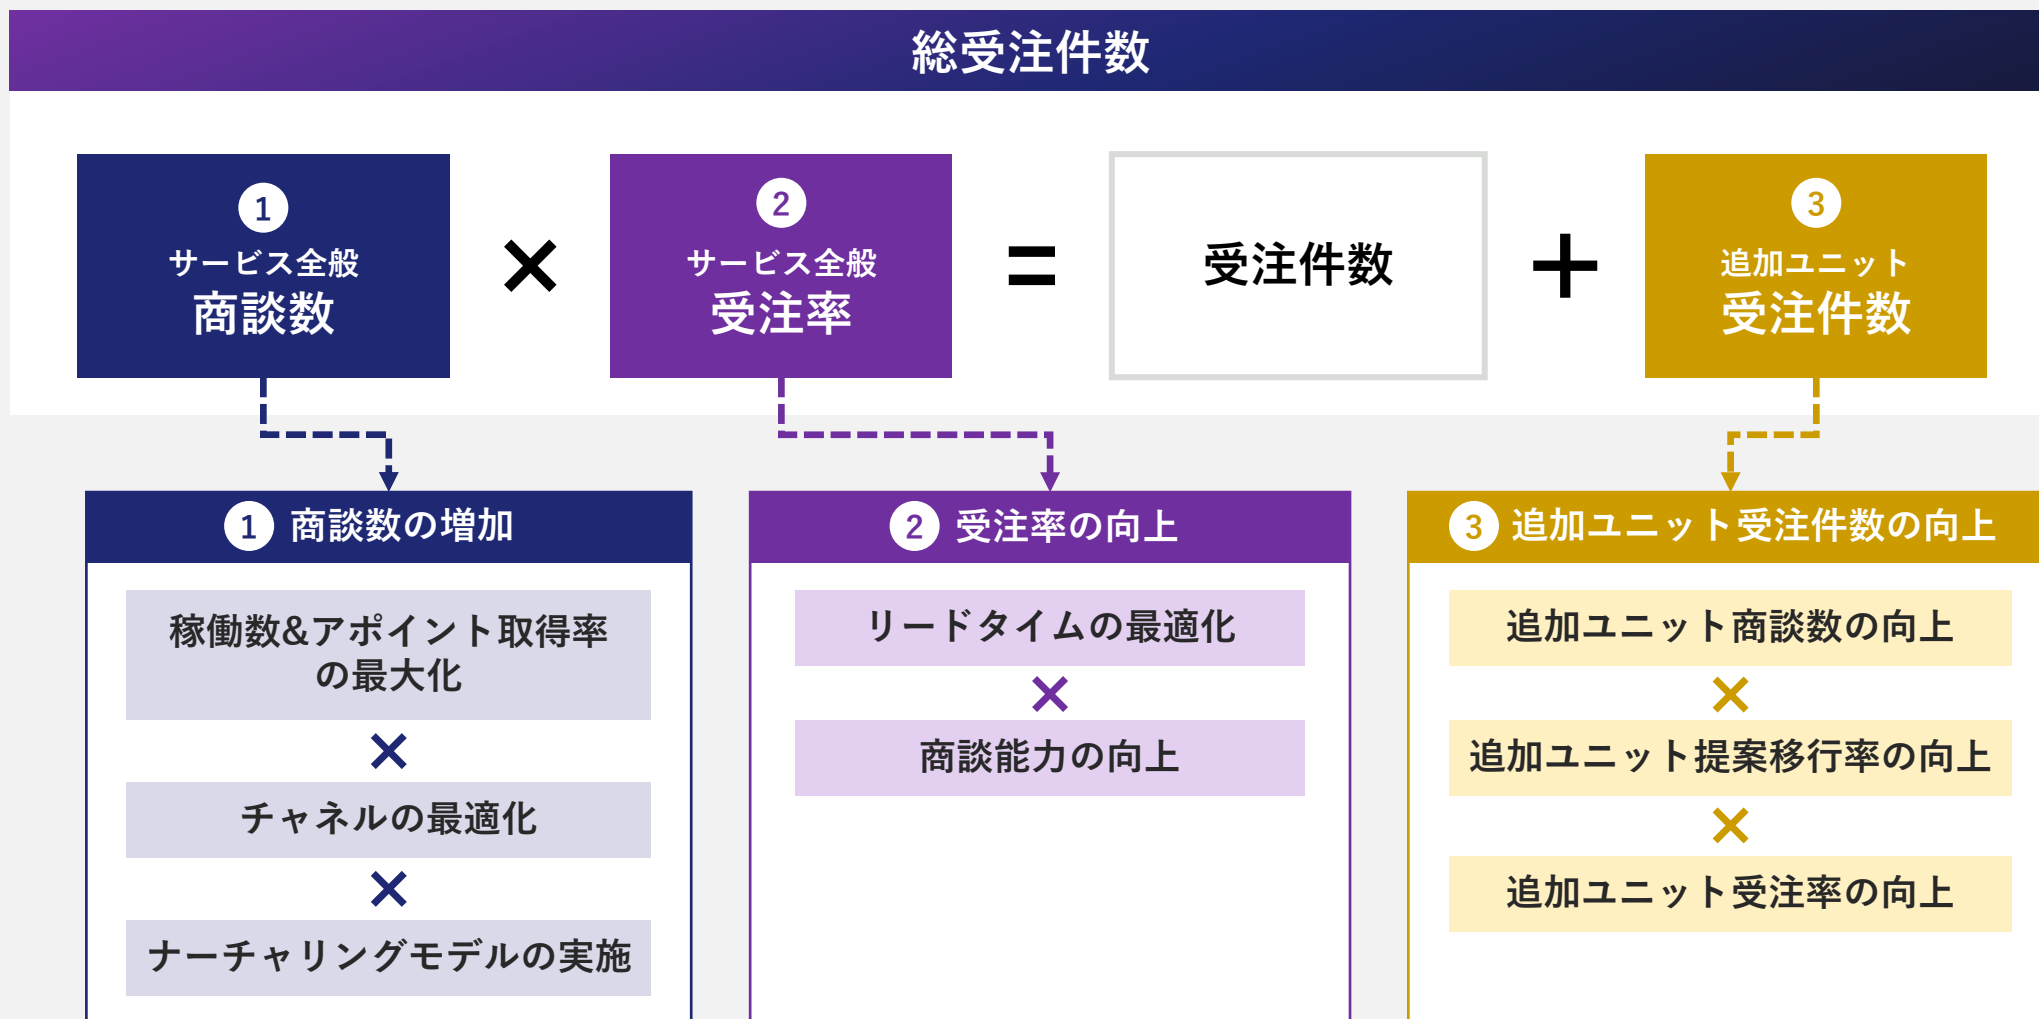 総受注件数
1
サービス全般
商談数
×
2
サービス全般
受注率
=
受注件数
+
3
追加ユニット
受注件数
1 商談数の増加
稼働数&アポイント取得率
の最大化
×
チャネルの最適化
×
ナーチャリングモデルの実施
2 受注率の向上
リードタイムの最適化
×
商談能力の向上
3 追加ユニット受注件数の向上
追加ユニット商談数の向上
×
追加ユニット提案移行率の向上
×
追加ユニット受注率の向上